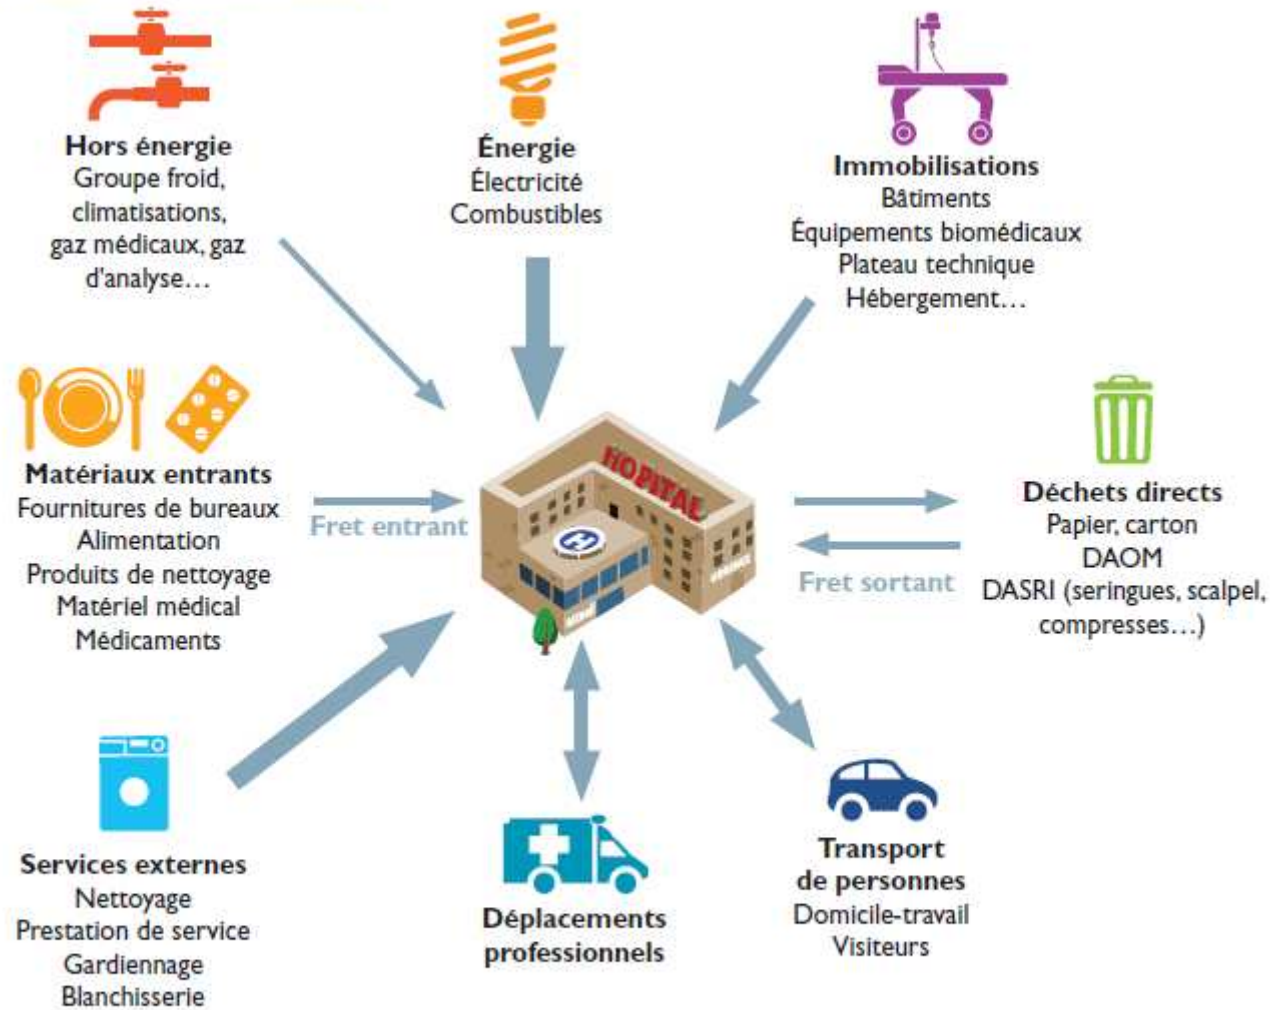 Hors énergie
Groupe froid,
climatisations,
gaz médicaux, gaz
d'analyse…
Énergie
Électricité
Combustibles
Immobilisations
Bâtiments
Équipements biomédicaux
Plateau technique
Hébergement…
Matériaux entrants
Fournitures de bureaux
Alimentation
Produits de nettoyage
Matériel médical
Médicaments
Fret entrant
HOPITAL
H
Fret sortant
Déchets directs
Papier, carton
DAOM
DASRI (seringues, scalpel,
compresses…)
Services externes
Nettoyage
Prestation de service
Gardiennage
Blanchisserie
Déplacements
professionnels
Transport
de personnes
Domicile-travail
Visiteurs